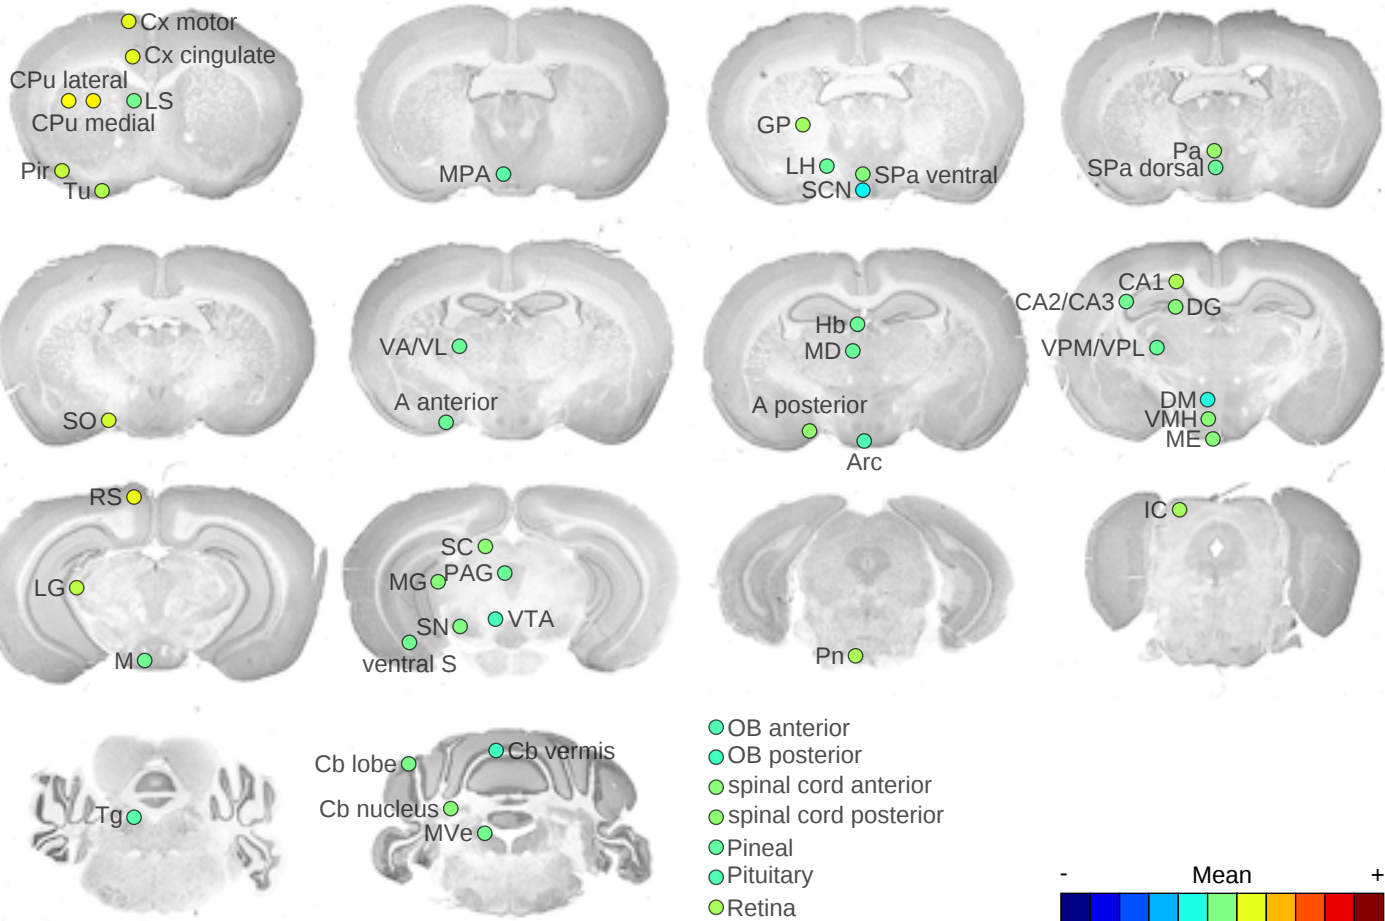 Cx motor
Cx cingulate
CPu lateral
LS
CPu medial
Pir
Tu
MPA
GP
LH
SPa ventral
SCN
Pa
SPa dorsal
SO
VA/VL
A anterior
Hb
MD
A posterior
Arc
CA1
CA2/CA3
DG
VPM/VPL
DM
VMH
ME
RS
LG
M
SC
MG
PAG
SN
VTA
ventral S
Pn
IC
Tg
Cb lobe
Cb vermis
Cb nucleus
MVe
OB anterior
OB posterior
spinal cord anterior
spinal cord posterior
Pineal
Pituitary
Retina
- Mean +